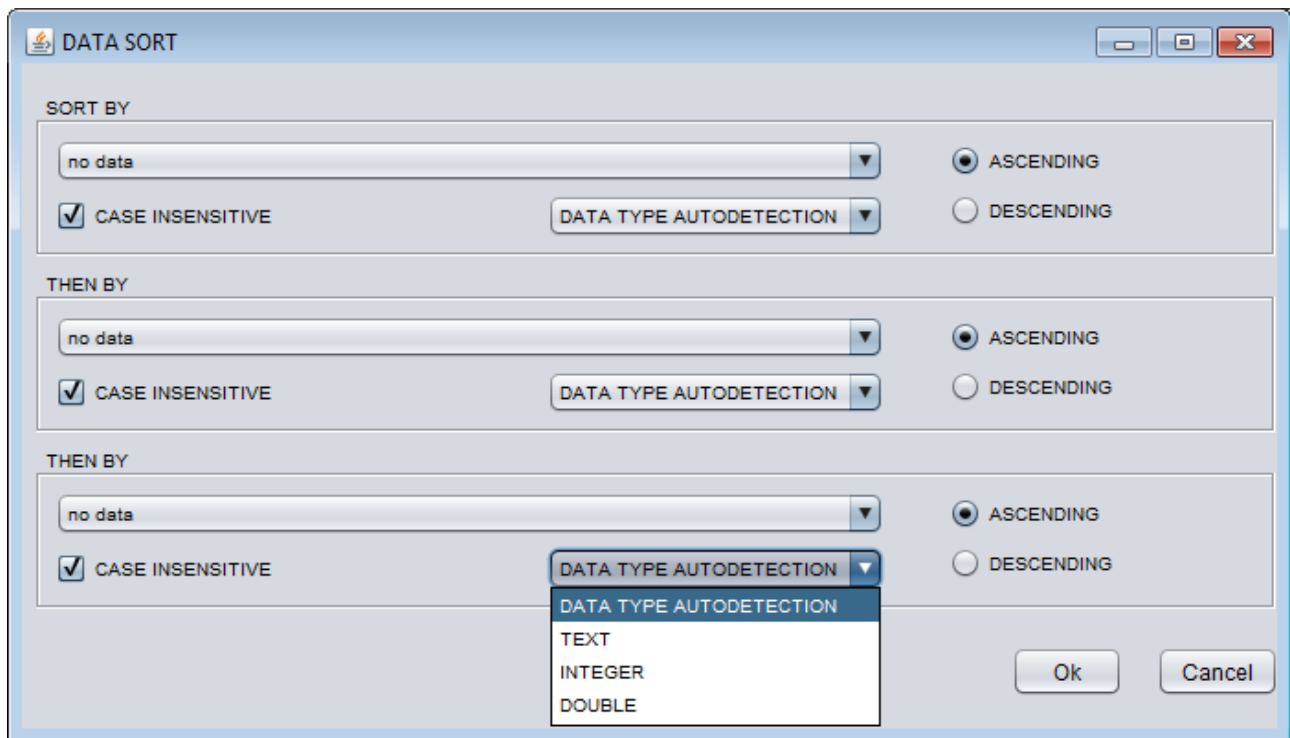 DATA SORT
SORT BY
no data
ASCENDING
CASE INSENSITIVE
DATA TYPE AUTODETECTION
DESCENDING
THEN BY
no data
ASCENDING
CASE INSENSITIVE
DATA TYPE AUTODETECTION
DESCENDING
THEN BY
no data
ASCENDING
CASE INSENSITIVE
DATA TYPE AUTODETECTION
DESCENDING
DATA TYPE AUTODETECTION
TEXT
INTEGER
DOUBLE
Ok
Cancel